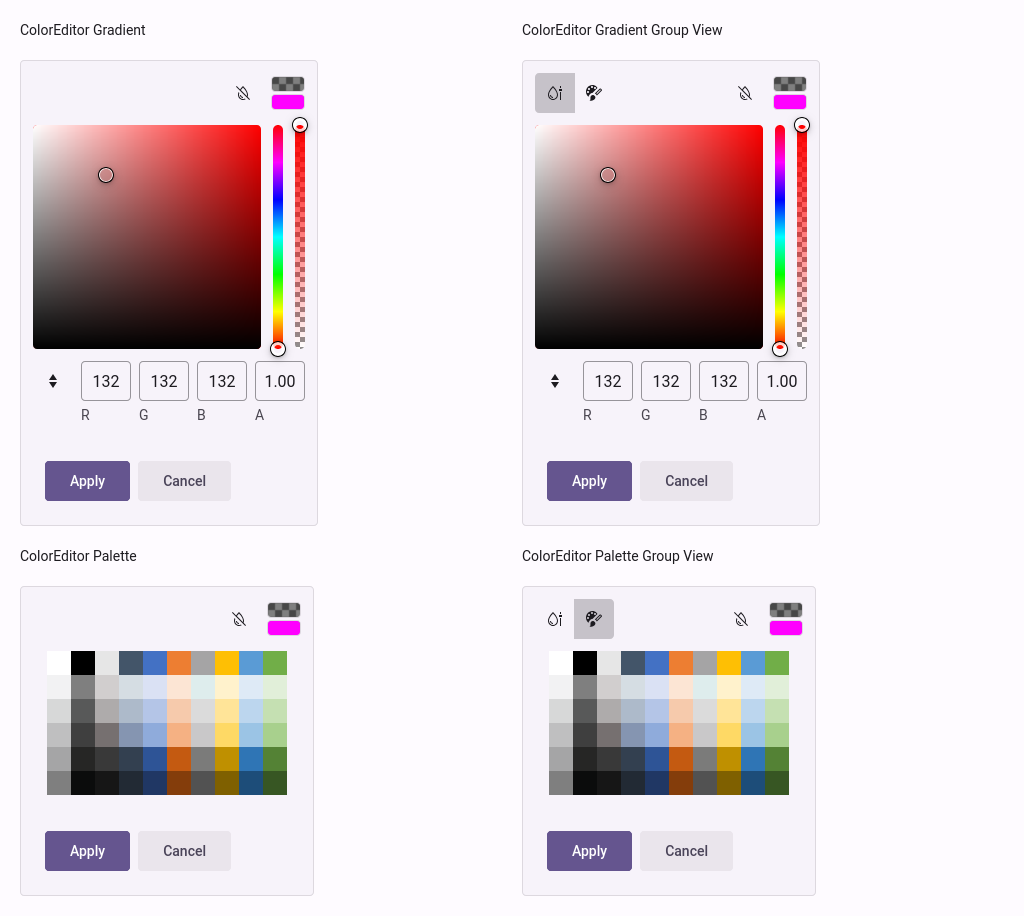 ColorEditor Gradient
ColorEditor Gradient Group View
132 132 132 1.00
R G B A
Apply Cancel
132 132 132 1.00
R G B A
Apply Cancel
ColorEditor Palette
ColorEditor Palette Group View
Apply Cancel
Apply Cancel